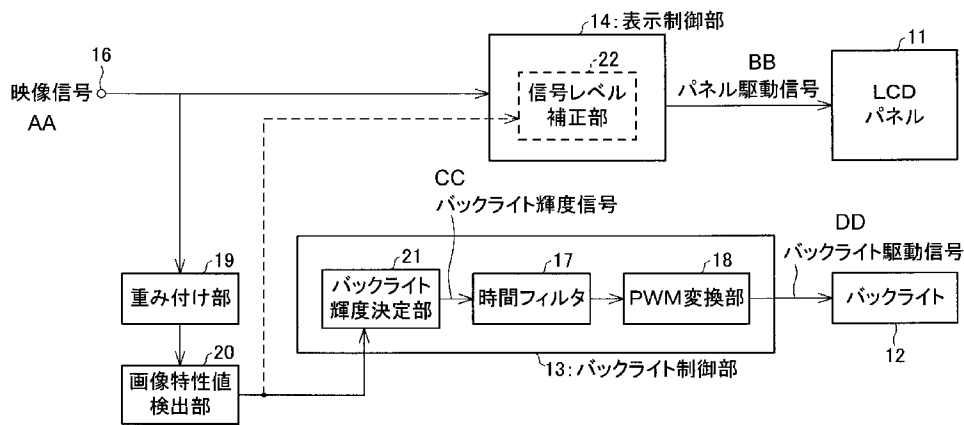 14:表示制御部
11
16
22
BB
映像信号
信号レベル
補正部
パネル駆動信号
LCD
パネル
AA
CC
バックライト輝度信号
DD
バックライト駆動信号
19
21
17
18
重み付け部
バックライト
輝度決定部
時間フィルタ
PWM変換部
バックライト
12
20
13:バックライト制御部
画像特性値
検出部